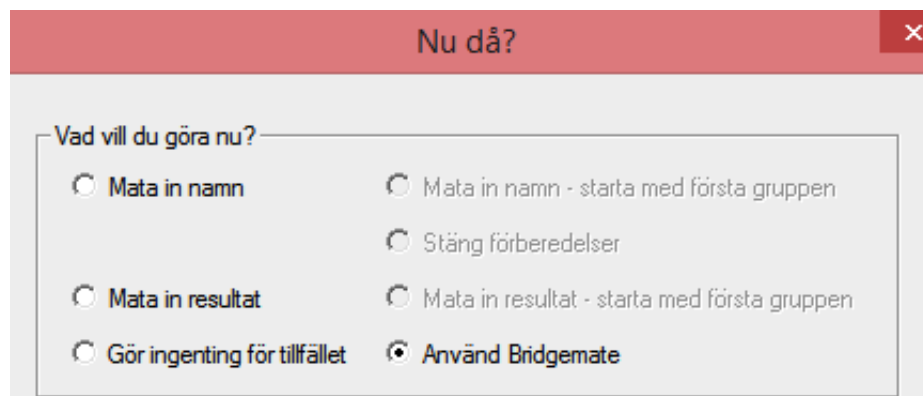 Nu då?
Vad vill du göra nu?
Mata in namn
Mata in namn - starta med första gruppen
Stäng förberedelser
Mata in resultat
Mata in resultat - starta med första gruppen
Gör ingenting för tillfället
Använd Bridgemate